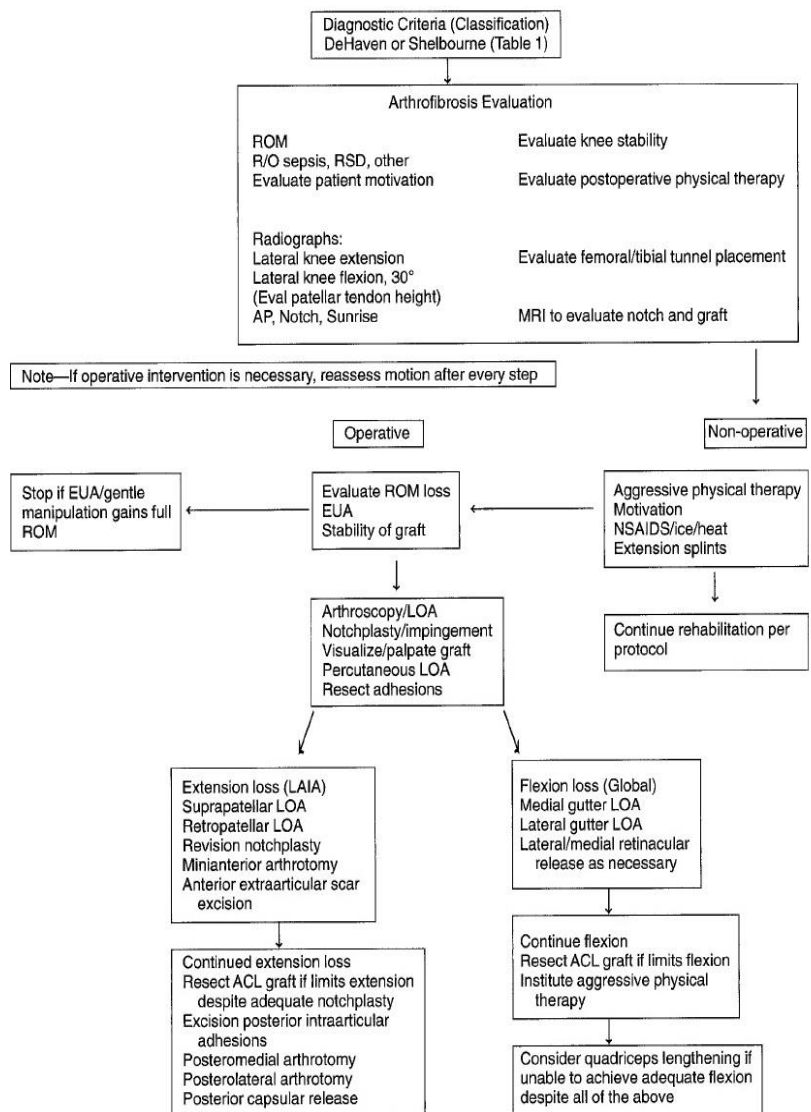 Diagnostic Criteria (Classification)
DeHaven or Shelbourne (Table 1)
Arthrofibrosis Evaluation
ROM
R/O sepsis, RSD, other
Evaluate patient motivation
Evaluate knee stability
Evaluate postoperative physical therapy
Radiographs:
Lateral knee extension
Lateral knee flexion, 30°
(Eval patellar tendon height)
AP, Notch, Sunrise
Evaluate femoral/tibial tunnel placement
MRI to evaluate notch and graft
Note—If operative intervention is necessary, reassess motion after every step
Operative
Non-operative
Stop if EUA/gentle
manipulation gains full
ROM
Evaluate ROM loss
EUA
Stability of graft
Aggressive physical therapy
Motivation
NSAIDS/ice/heat
Extension splints
Arthroscopy/LOA
Notchplasty/impingement
Visualize/palpate graft
Percutaneous LOA
Resect adhesions
Continue rehabilitation per
protocol
Extension loss (LAIA)
Suprapatellar LOA
Retropatellar LOA
Revision notchplasty
Minianterior arthrotomy
Anterior extraarticular scar
excision
Flexion loss (Global)
Medial gutter LOA
Lateral gutter LOA
Lateral/medial retinacular
release as necessary
Continued extension loss
Resect ACL graft if limits extension
despite adequate notchplasty
Excision posterior intraarticular
adhesions
Posteromedial arthrotomy
Posterolateral arthrotomy
Posterior capsular release
Continue flexion
Resect ACL graft if limits flexion
Institute aggressive physical
therapy
Consider quadriceps lengthening if
unable to achieve adequate flexion
despite all of the above